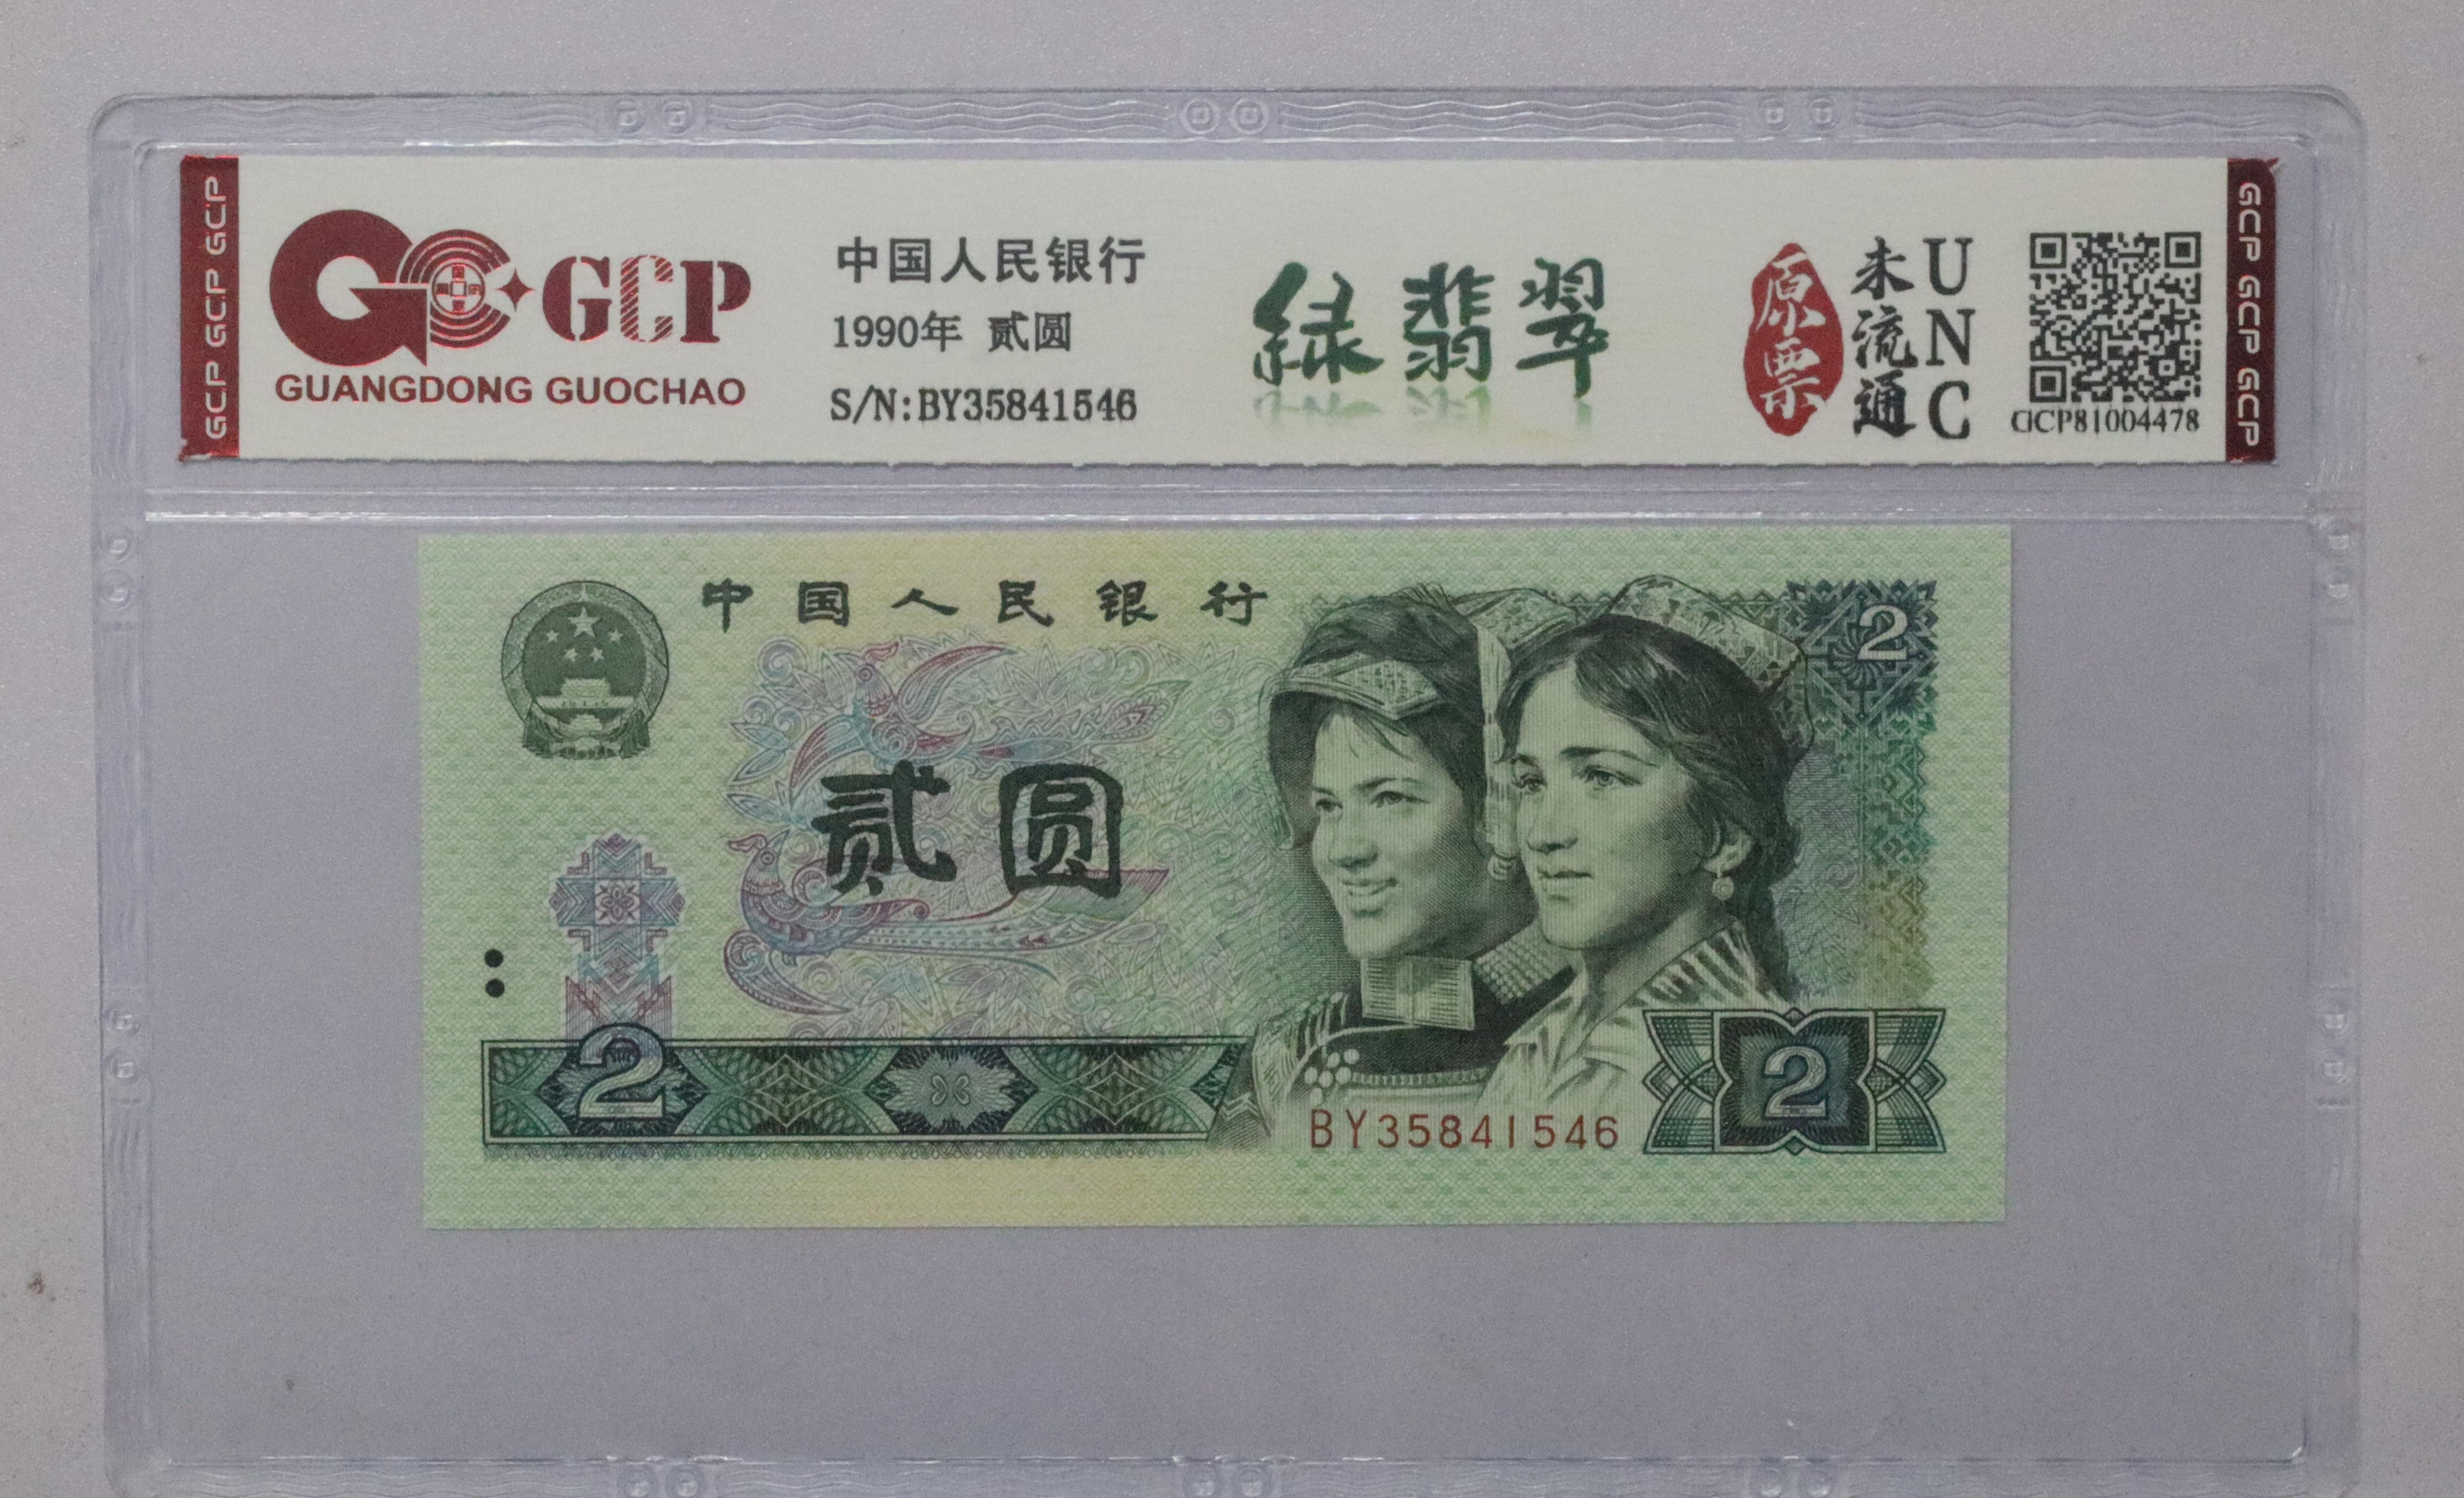 GCP GCP GCP
GCP
GUANGDONG GUOCHAO
中国人民银行
1990年 贰圆
S/N:BY35841546
绿翡翠
原票
未流通
UNC
GCP81004478
GCP GCP GCP
中国人民银行
2
贰圆
2
BY35841546
2